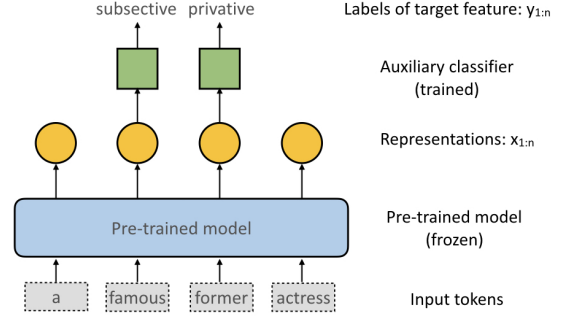 subsective privative Labels of target feature: y1:n
Auxiliary classifier
(trained)
Representations: x1:n
Pre-trained model
Pre-trained model
(frozen)
a famous former actress Input tokens